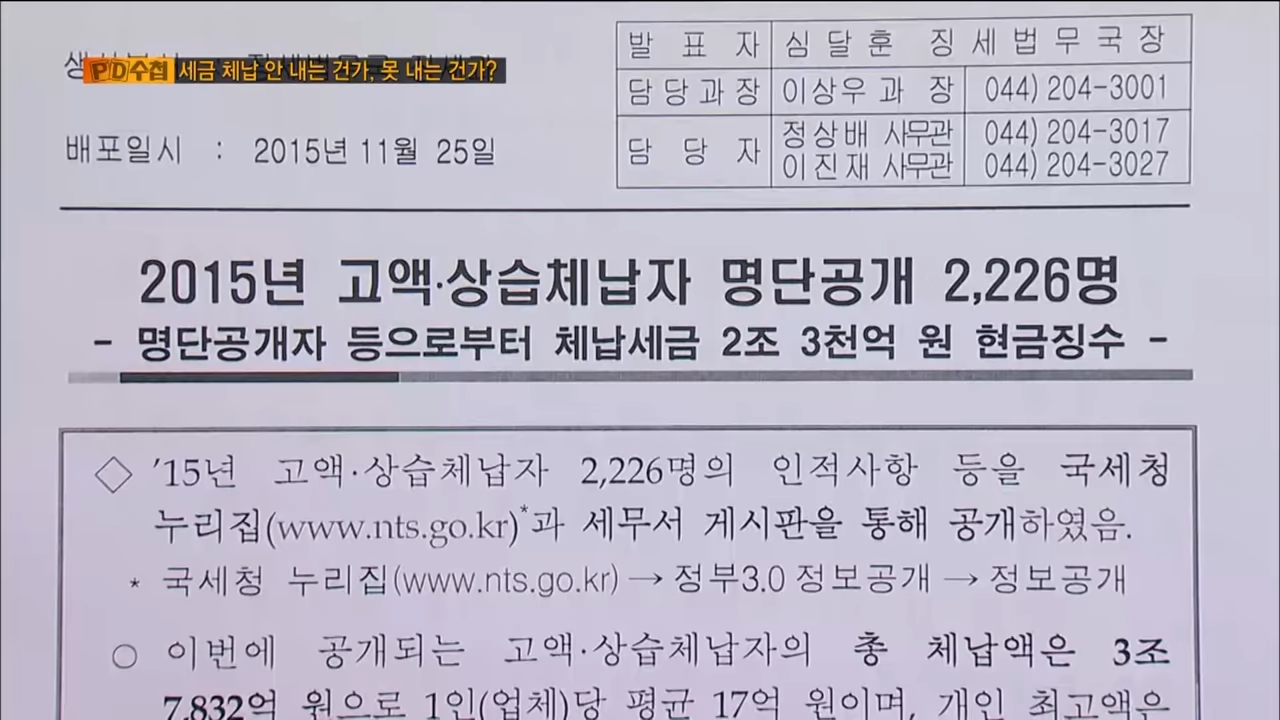 PD수첩 세금 체납 안 내는 건가, 못 내는 건가?
발 표 자 심 달 훈 징 세 법 무 국 장
담당과장 이상우 과 장 044) 204-3001
담 당 자 정상배 사무관 044) 204-3017
이진재 사무관 044) 204-3027
배포일시 : 2015년 11월 25일
2015년 고액·상습체납자 명단공개 2,226명
- 명단공개자 등으로부터 체납세금 2조 3천억 원 현금징수 -
◇ ’15년 고액·상습체납자 2,226명의 인적사항 등을 국세청
누리집(www.nts.go.kr)*과 세무서 게시판을 통해 공개하였음.
* 국세청 누리집(www.nts.go.kr) → 정부3.0 정보공개 → 정보공개
○ 이번에 공개되는 고액·상습체납자의 총 체납액은 3조
7,832억 원으로 1인(업체)당 평균 17억 원이며, 개인 최고액은